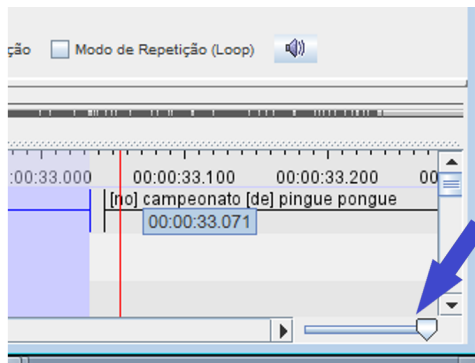 ção Modo de Repetição (Loop)
:00:33.000 00:00:33.100 00:00:33.200 00
[no] campeonato [de] pingue pongue
00:00:33.071